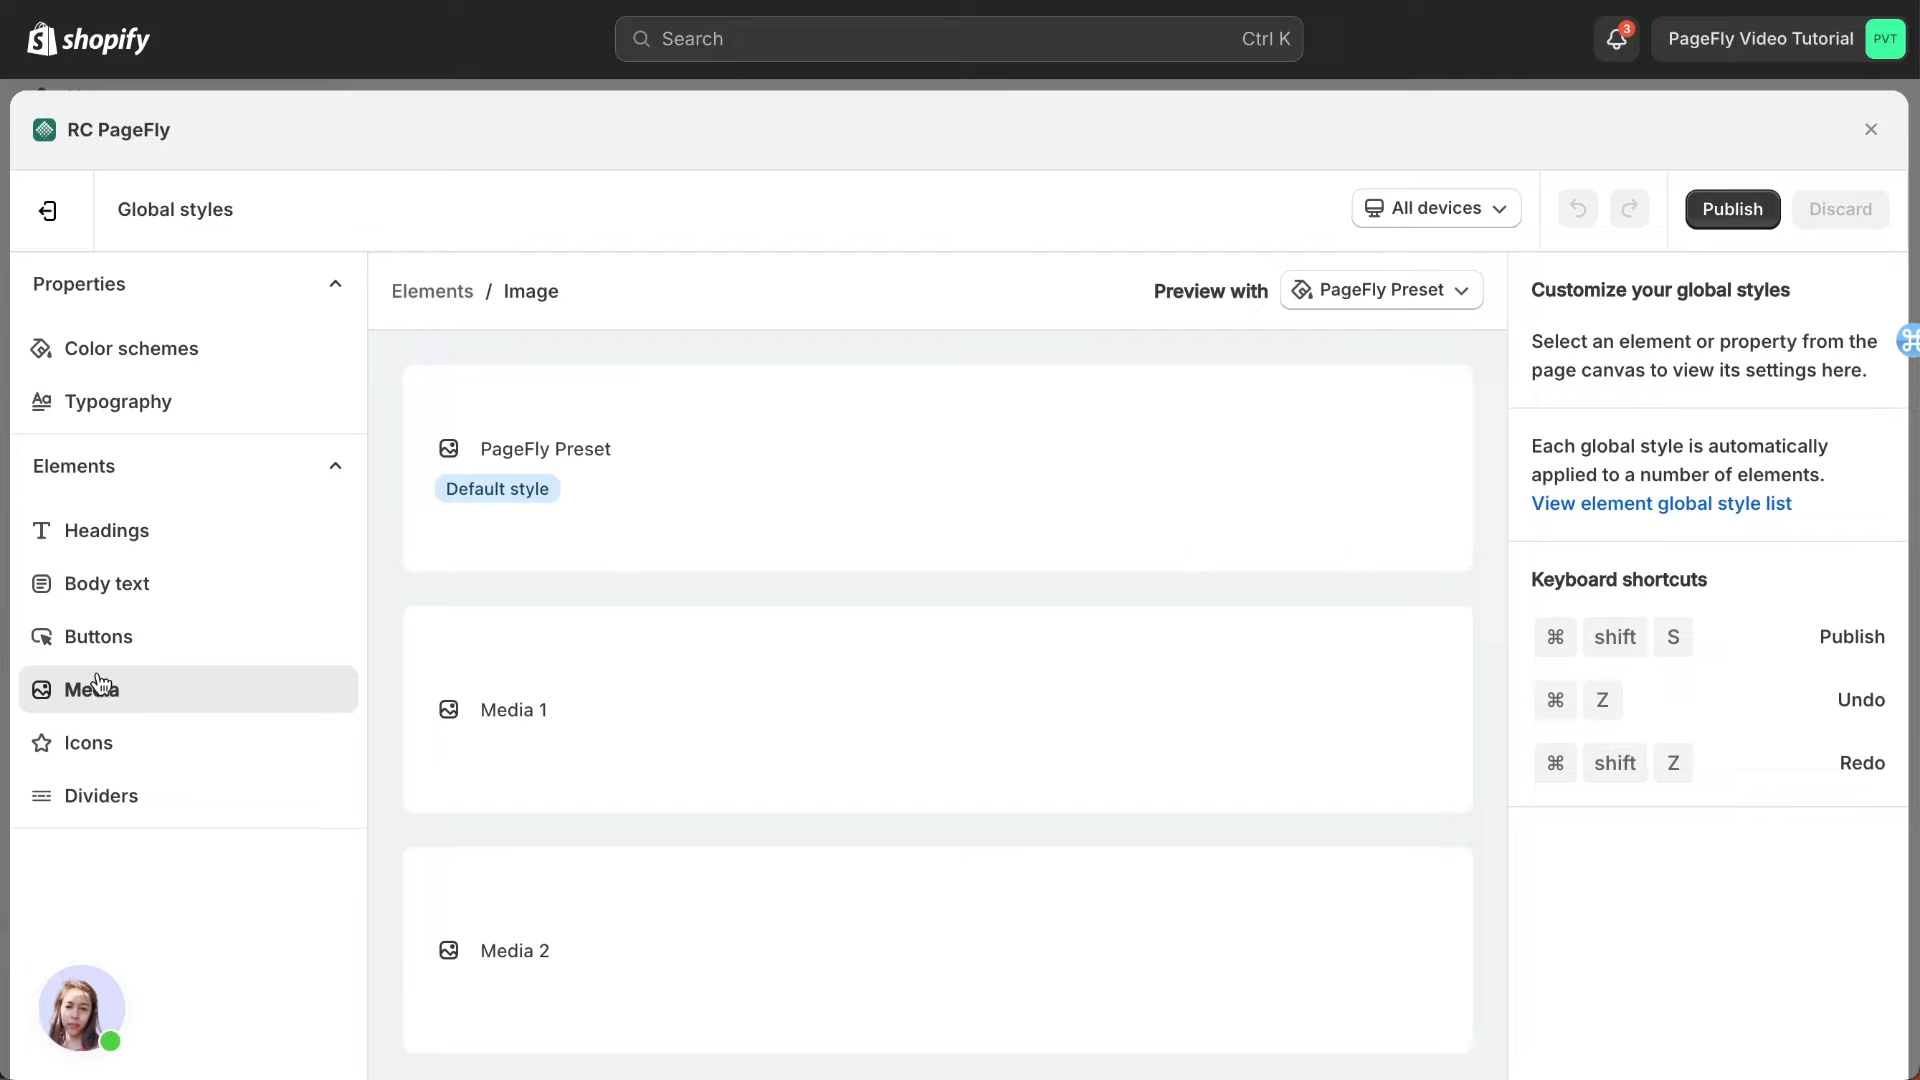 shopify
Search
Ctrl K
3
PageFly Video Tutorial
PVT
RC PageFly
Global styles
All devices
Publish
Discard
Properties
Color schemes
Typography
Elements
Headings
Body text
Buttons
Media
Icons
Dividers
Elements / Image
Preview with
PageFly Preset
PageFly Preset
Default style
Media 1
Media 2
Customize your global styles
Select an element or property from the
page canvas to view its settings here.
Each global style is automatically
applied to a number of elements.
View element global style list
Keyboard shortcuts
⌘ shift S Publish
⌘ Z Undo
⌘ shift Z Redo